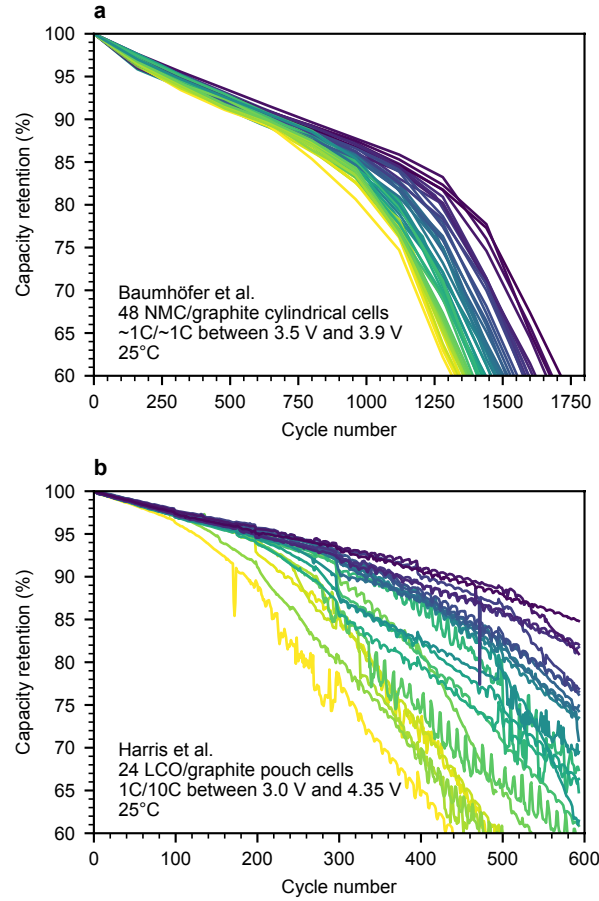 a
100
95
90
85
80
75
70
65
60
Capacity retention (%)
Baumhöfer et al.
48 NMC/graphite cylindrical cells
~1C/~1C between 3.5 V and 3.9 V
25°C
0 250 500 750 1000 1250 1500 1750
Cycle number
b
100
95
90
85
80
75
70
65
60
Capacity retention (%)
Harris et al.
24 LCO/graphite pouch cells
1C/10C between 3.0 V and 4.35 V
25°C
0 100 200 300 400 500 600
Cycle number